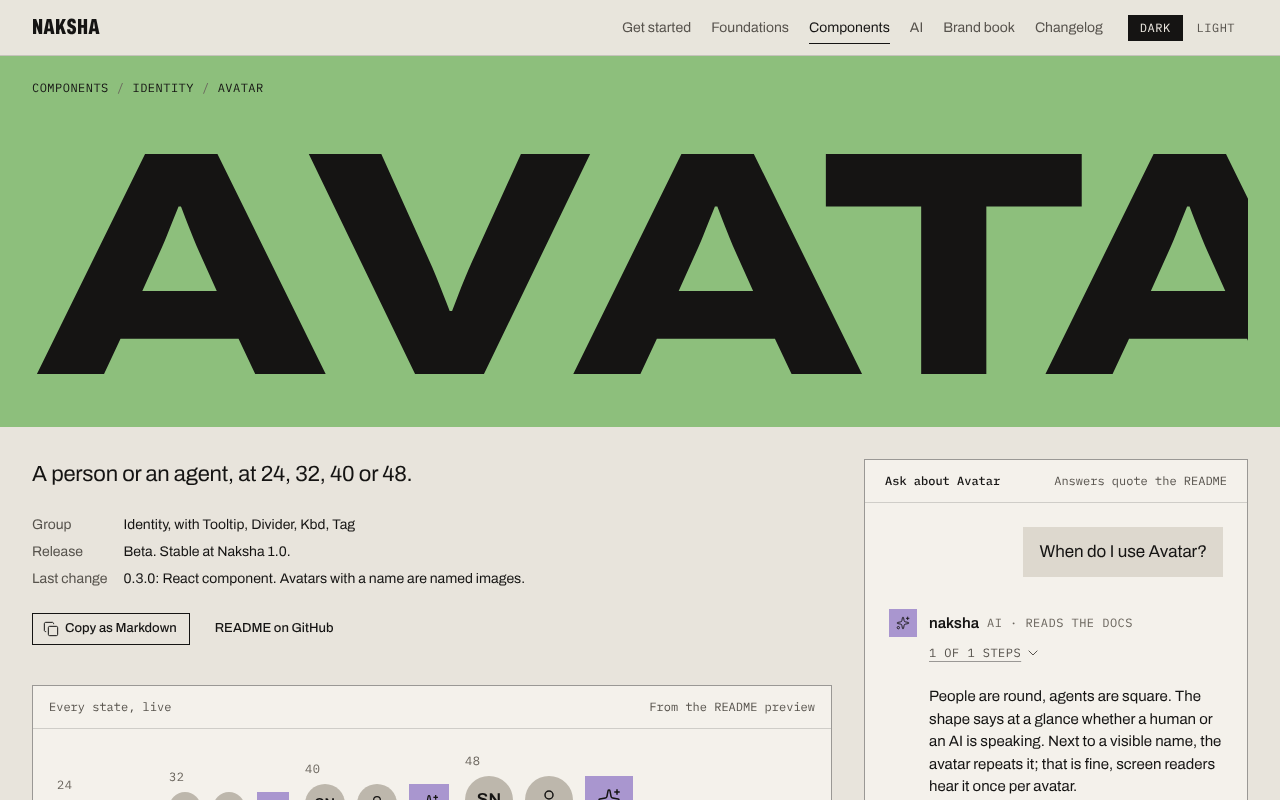 NAKSHA
Get started
Foundations
Components
AI
Brand book
Changelog
DARK
LIGHT
COMPONENTS / IDENTITY / AVATAR
AVATA
A person or an agent, at 24, 32, 40 or 48.
Group Identity, with Tooltip, Divider, Kbd, Tag
Release Beta. Stable at Naksha 1.0.
Last change 0.3.0: React component. Avatars with a name are named images.
Copy as Markdown
README on GitHub
Every state, live
From the README preview
24
32
40
48
SN
SN
Ask about Avatar
Answers quote the README
When do I use Avatar?
naksha AI · READS THE DOCS
1 OF 1 STEPS
People are round, agents are square. The
shape says at a glance whether a human or
an AI is speaking. Next to a visible name, the
avatar repeats it; that is fine, screen readers
hear it once per avatar.